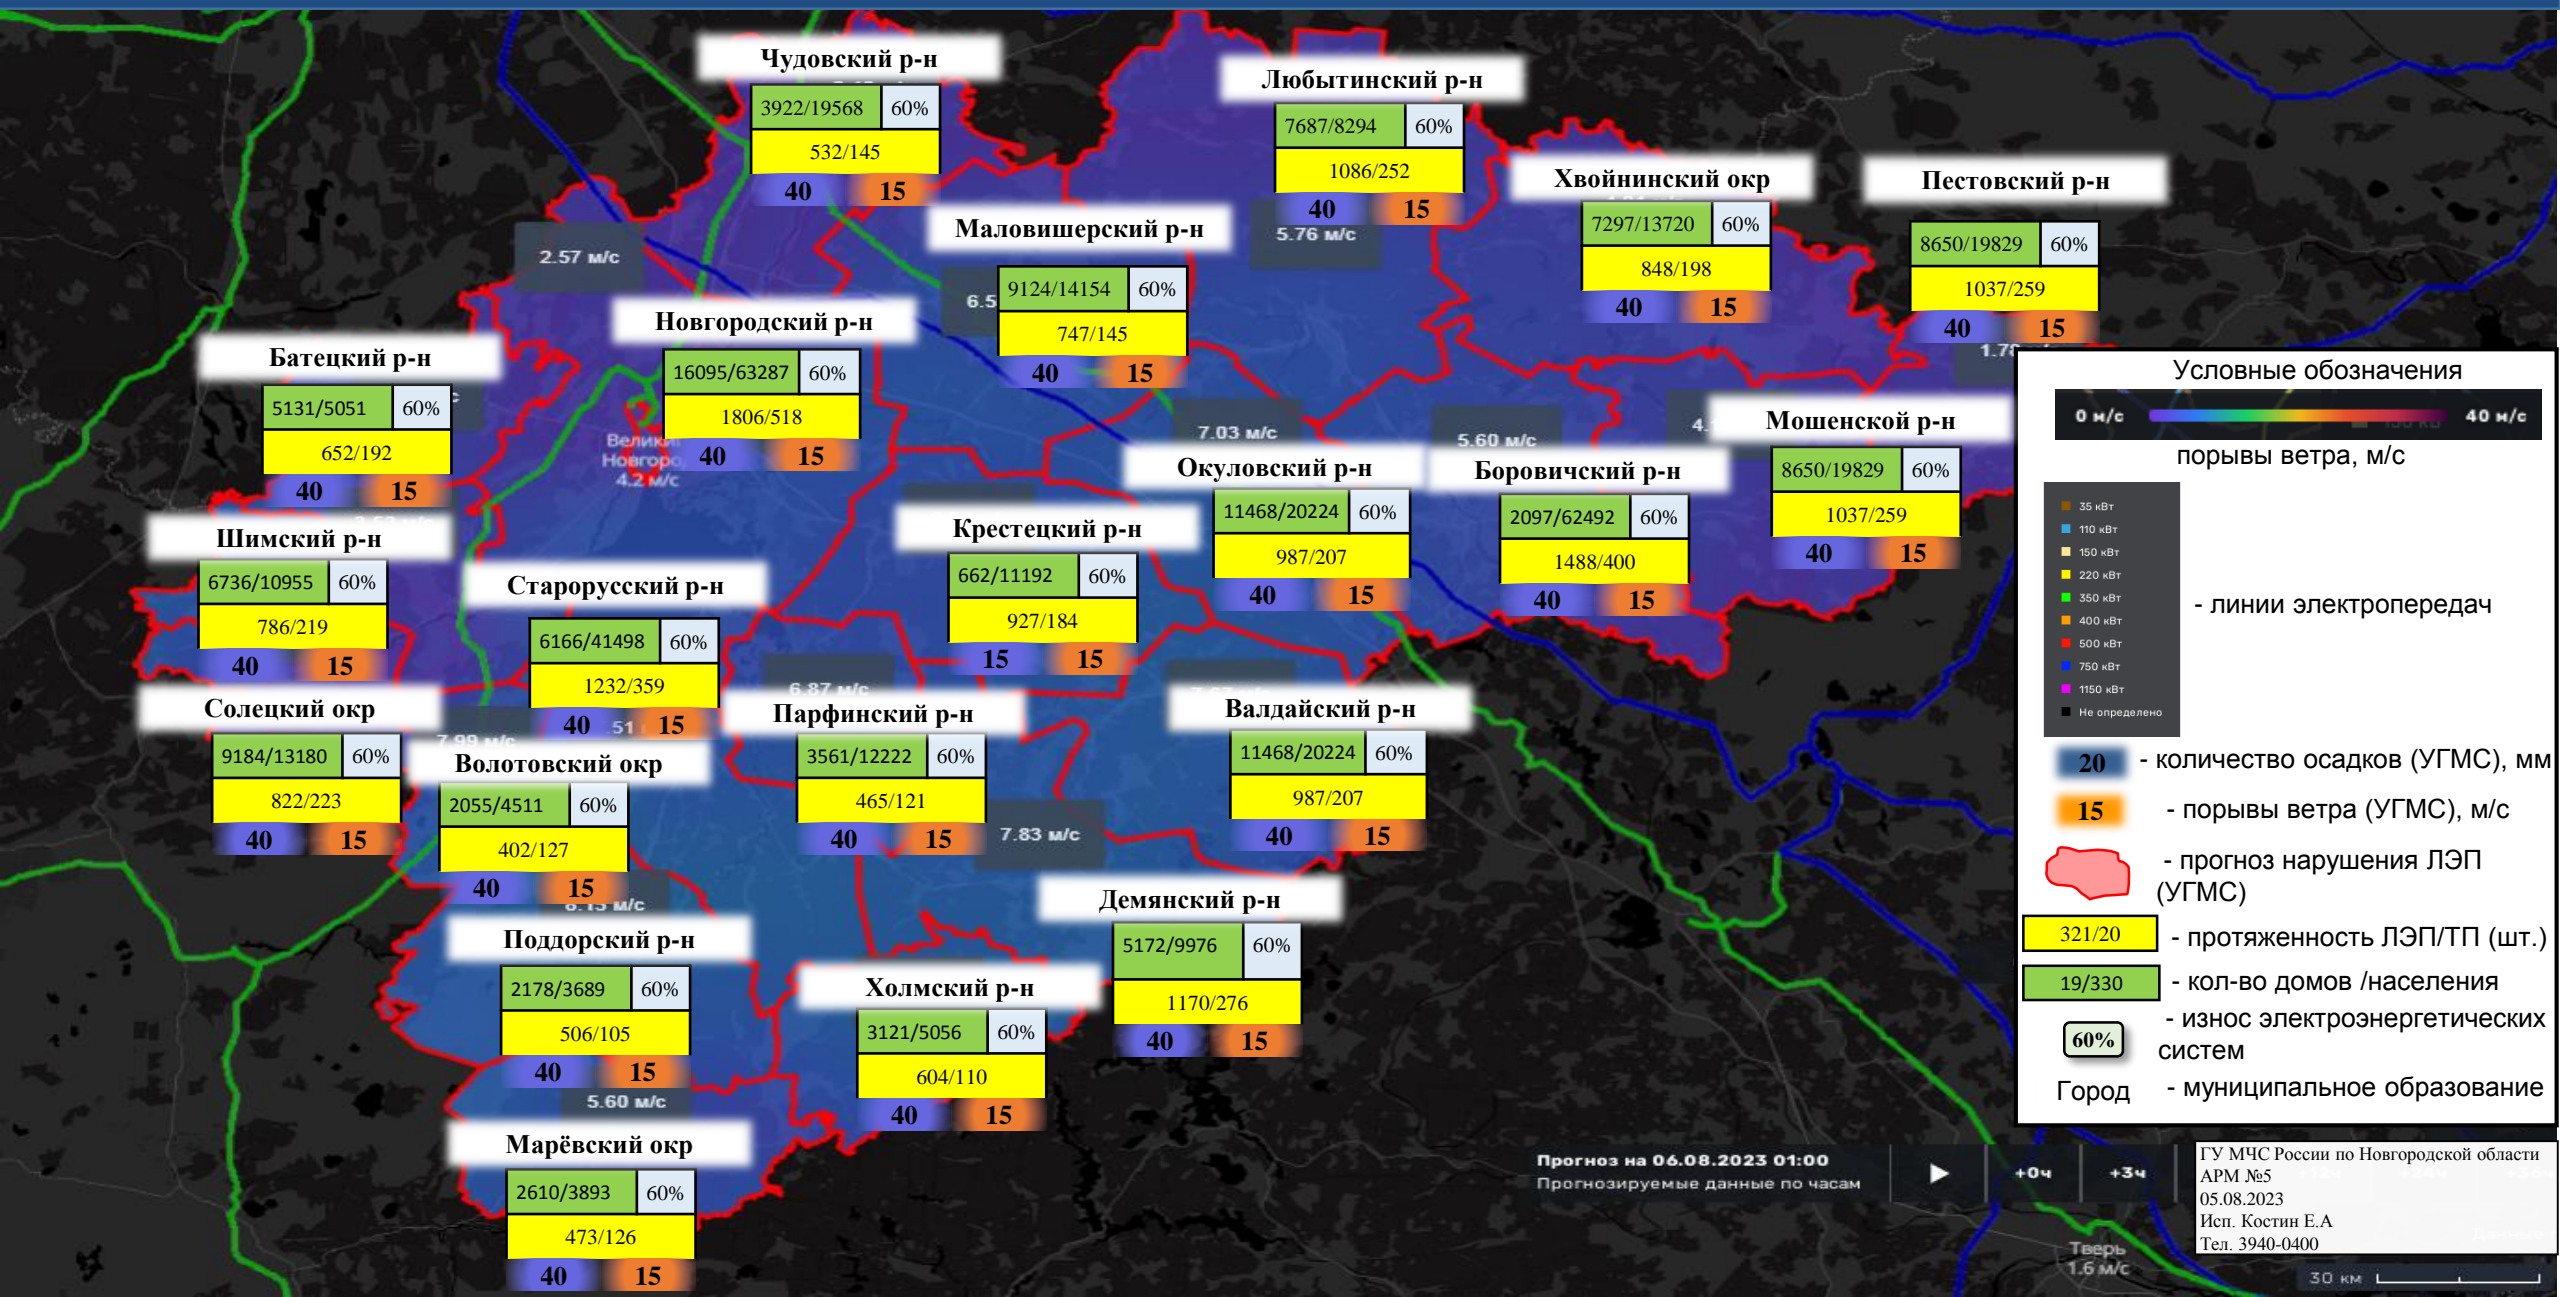 Чудовский р-н
3922/19568 60%
532/145
40 15
Любытинский р-н
7687/8294 60%
1086/252
40 15
5.76 м/с
Хвойнинский окр
7297/13720 60%
848/198
40 15
Пестовский р-н
8650/19829 60%
1037/259
40 15
2.57 м/с
Маловишерский р-н
9124/14154 60%
747/145
40 15
Новгородский р-н
16095/63287 60%
1806/518
40 15
4.2 м/с
Батецкий р-н
5131/5051 60%
652/192
40 15
7.03 м/с
5.60 м/с
Мошенской р-н
8650/19829 60%
1037/259
40 15
Окуловский р-н
11468/20224 60%
987/207
40 15
Боровичский р-н
2097/62492 60%
1488/400
40 15
Шимский р-н
6736/10955 60%
786/219
40 15
Крестецкий р-н
662/11192 60%
927/184
15 15
Старорусский р-н
6166/41498 60%
1232/359
40 15
6.87 м/с
Солецкий окр
9184/13180 60%
822/223
40 15
7.99 м/с
Парфинский р-н
3561/12222 60%
465/121
40 15
Валдайский р-н
11468/20224 60%
987/207
40 15
Волотовский окр
2055/4511 60%
402/127
40 15
8.15 м/с
7.83 м/с
Демянский р-н
5172/9976 60%
1170/276
40 15
Поддорский р-н
2178/3689 60%
506/105
40 15
5.60 м/с
Холмский р-н
3121/5056 60%
604/110
40 15
Марёвский окр
2610/3893 60%
473/126
40 15
Условные обозначения
0 м/с 40 м/с
порывы ветра, м/с
35 кВт
110 кВт
150 кВт
220 кВт
350 кВт
400 кВт
500 кВт
750 кВт
1150 кВт
Не определено
- линии электропередач
20 - количество осадков (УГМС), мм
15 - порывы ветра (УГМС), м/с
- прогноз нарушения ЛЭП
(УГМС)
321/20 - протяженность ЛЭП/ТП (шт.)
19/330 - кол-во домов /населения
60% - износ электроэнергетических
систем
Город - муниципальное образование
Прогноз на 06.08.2023 01:00
Прогнозируемые данные по часам
+0ч +3ч
ГУ МЧС России по Новгородской области
АРМ №5
05.08.2023
Исп. Костин Е.А
Тел. 3940-0400
Тверь
1.6 м/с
30 км